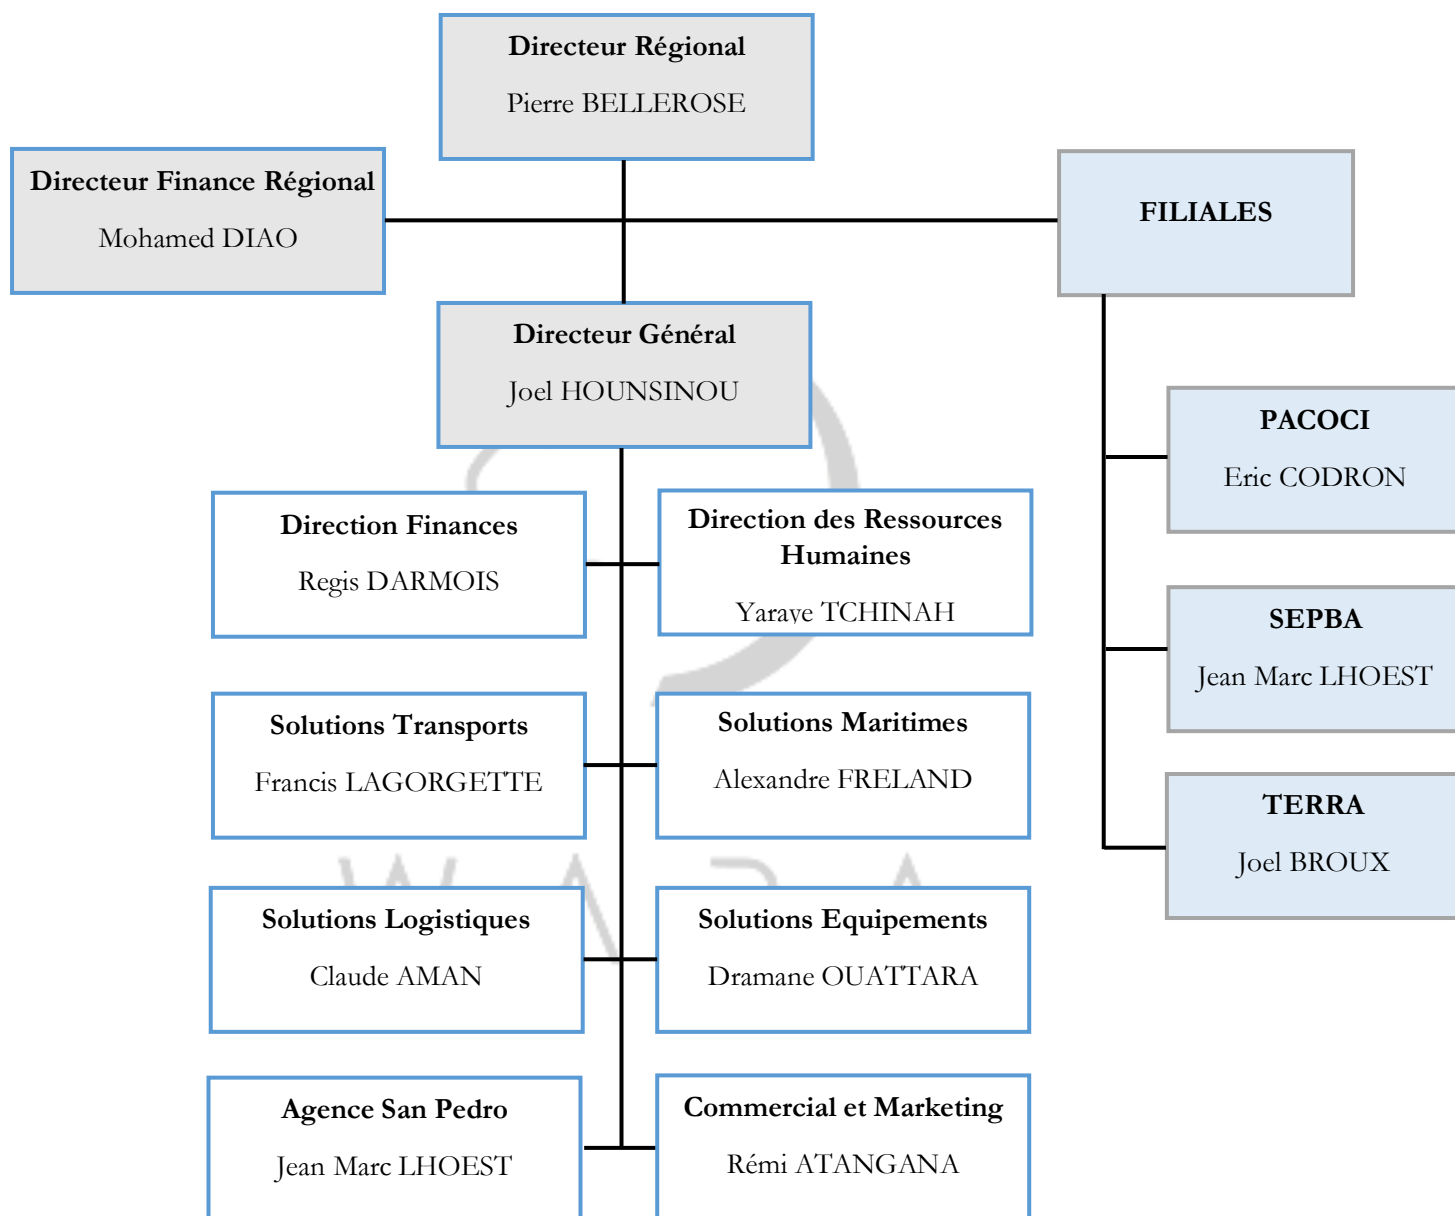 Directeur Régional
Pierre BELLEROSE
Directeur Finance Régional
Mohamed DIAO
FILIALES
Directeur Général
Joel HOUNSINOU
PACOCI
Eric CODRON
Direction Finances
Regis DARMOIS
Direction des Ressources
Humaines
Yaraye TCHINAH
SEPBA
Jean Marc LHOEST
Solutions Transports
Francis LAGORGETTE
Solutions Maritimes
Alexandre FRELAND
TERRA
Joel BROUX
Solutions Logistiques
Claude AMAN
Solutions Equipements
Dramane OUATTARA
Agence San Pedro
Jean Marc LHOEST
Commercial et Marketing
Rémi ATANGANA